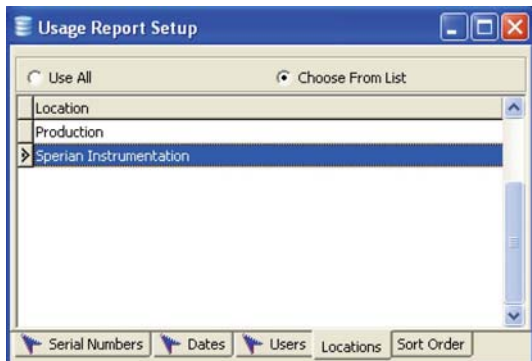 Usage Report Setup
Use All Choose From List
Location
Production
Sperian Instrumentation
Serial Numbers Dates Users Locations Sort Order